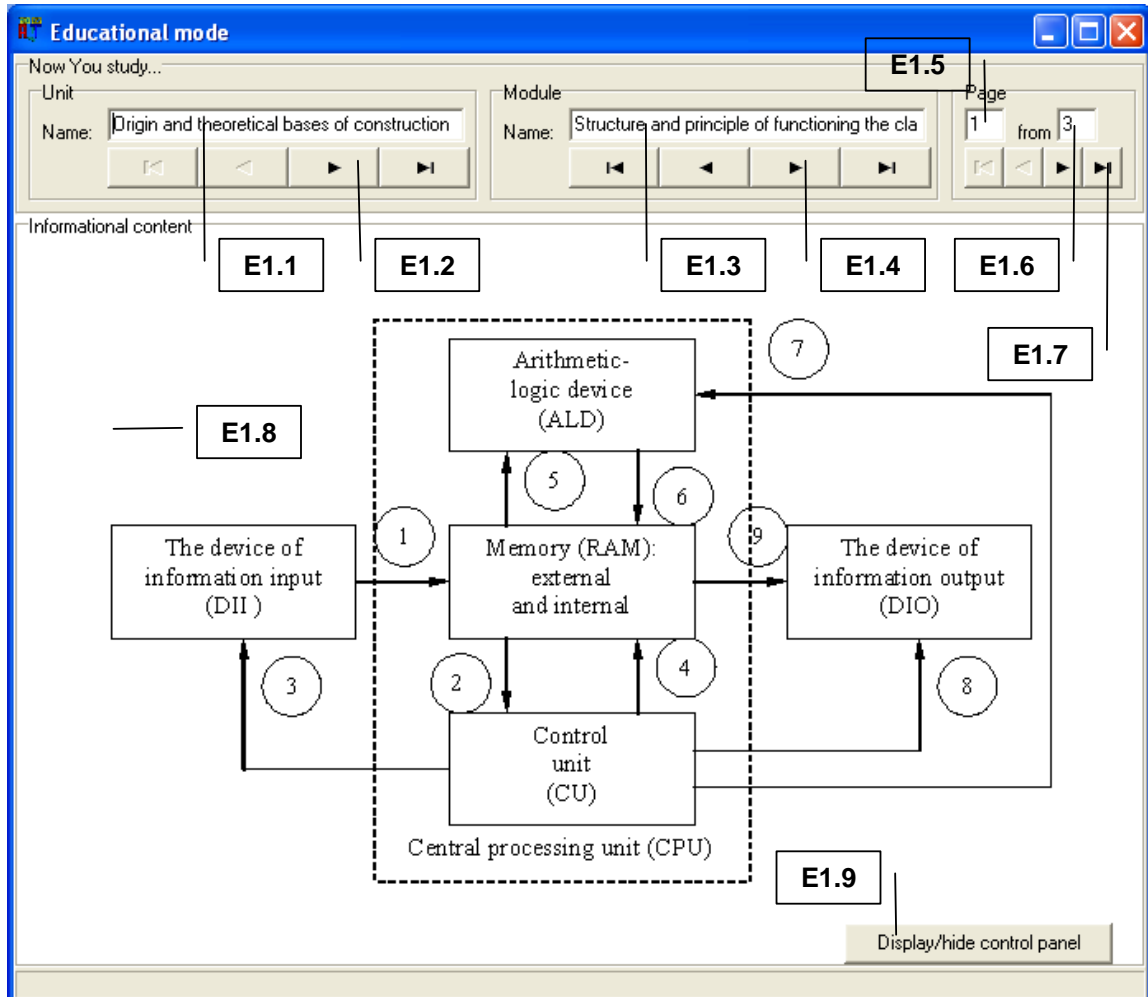 Educational mode
Now You study...
Unit
Module
Page
E1.5
Name: Origin and theoretical bases of construction
Name: Structure and principle of functioning the cla
1 from 3
Informational content
E1.1
E1.2
E1.3
E1.4
E1.6
E1.7
E1.8
Arithmetic-
logic device
(ALD)
7
5
6
1
9
The device of
information input
(DII )
Memory (RAM):
external
and internal
The device of
information output
(DIO)
3
2
4
8
Control
unit
(CU)
Central processing unit (CPU)
E1.9
Display/hide control panel